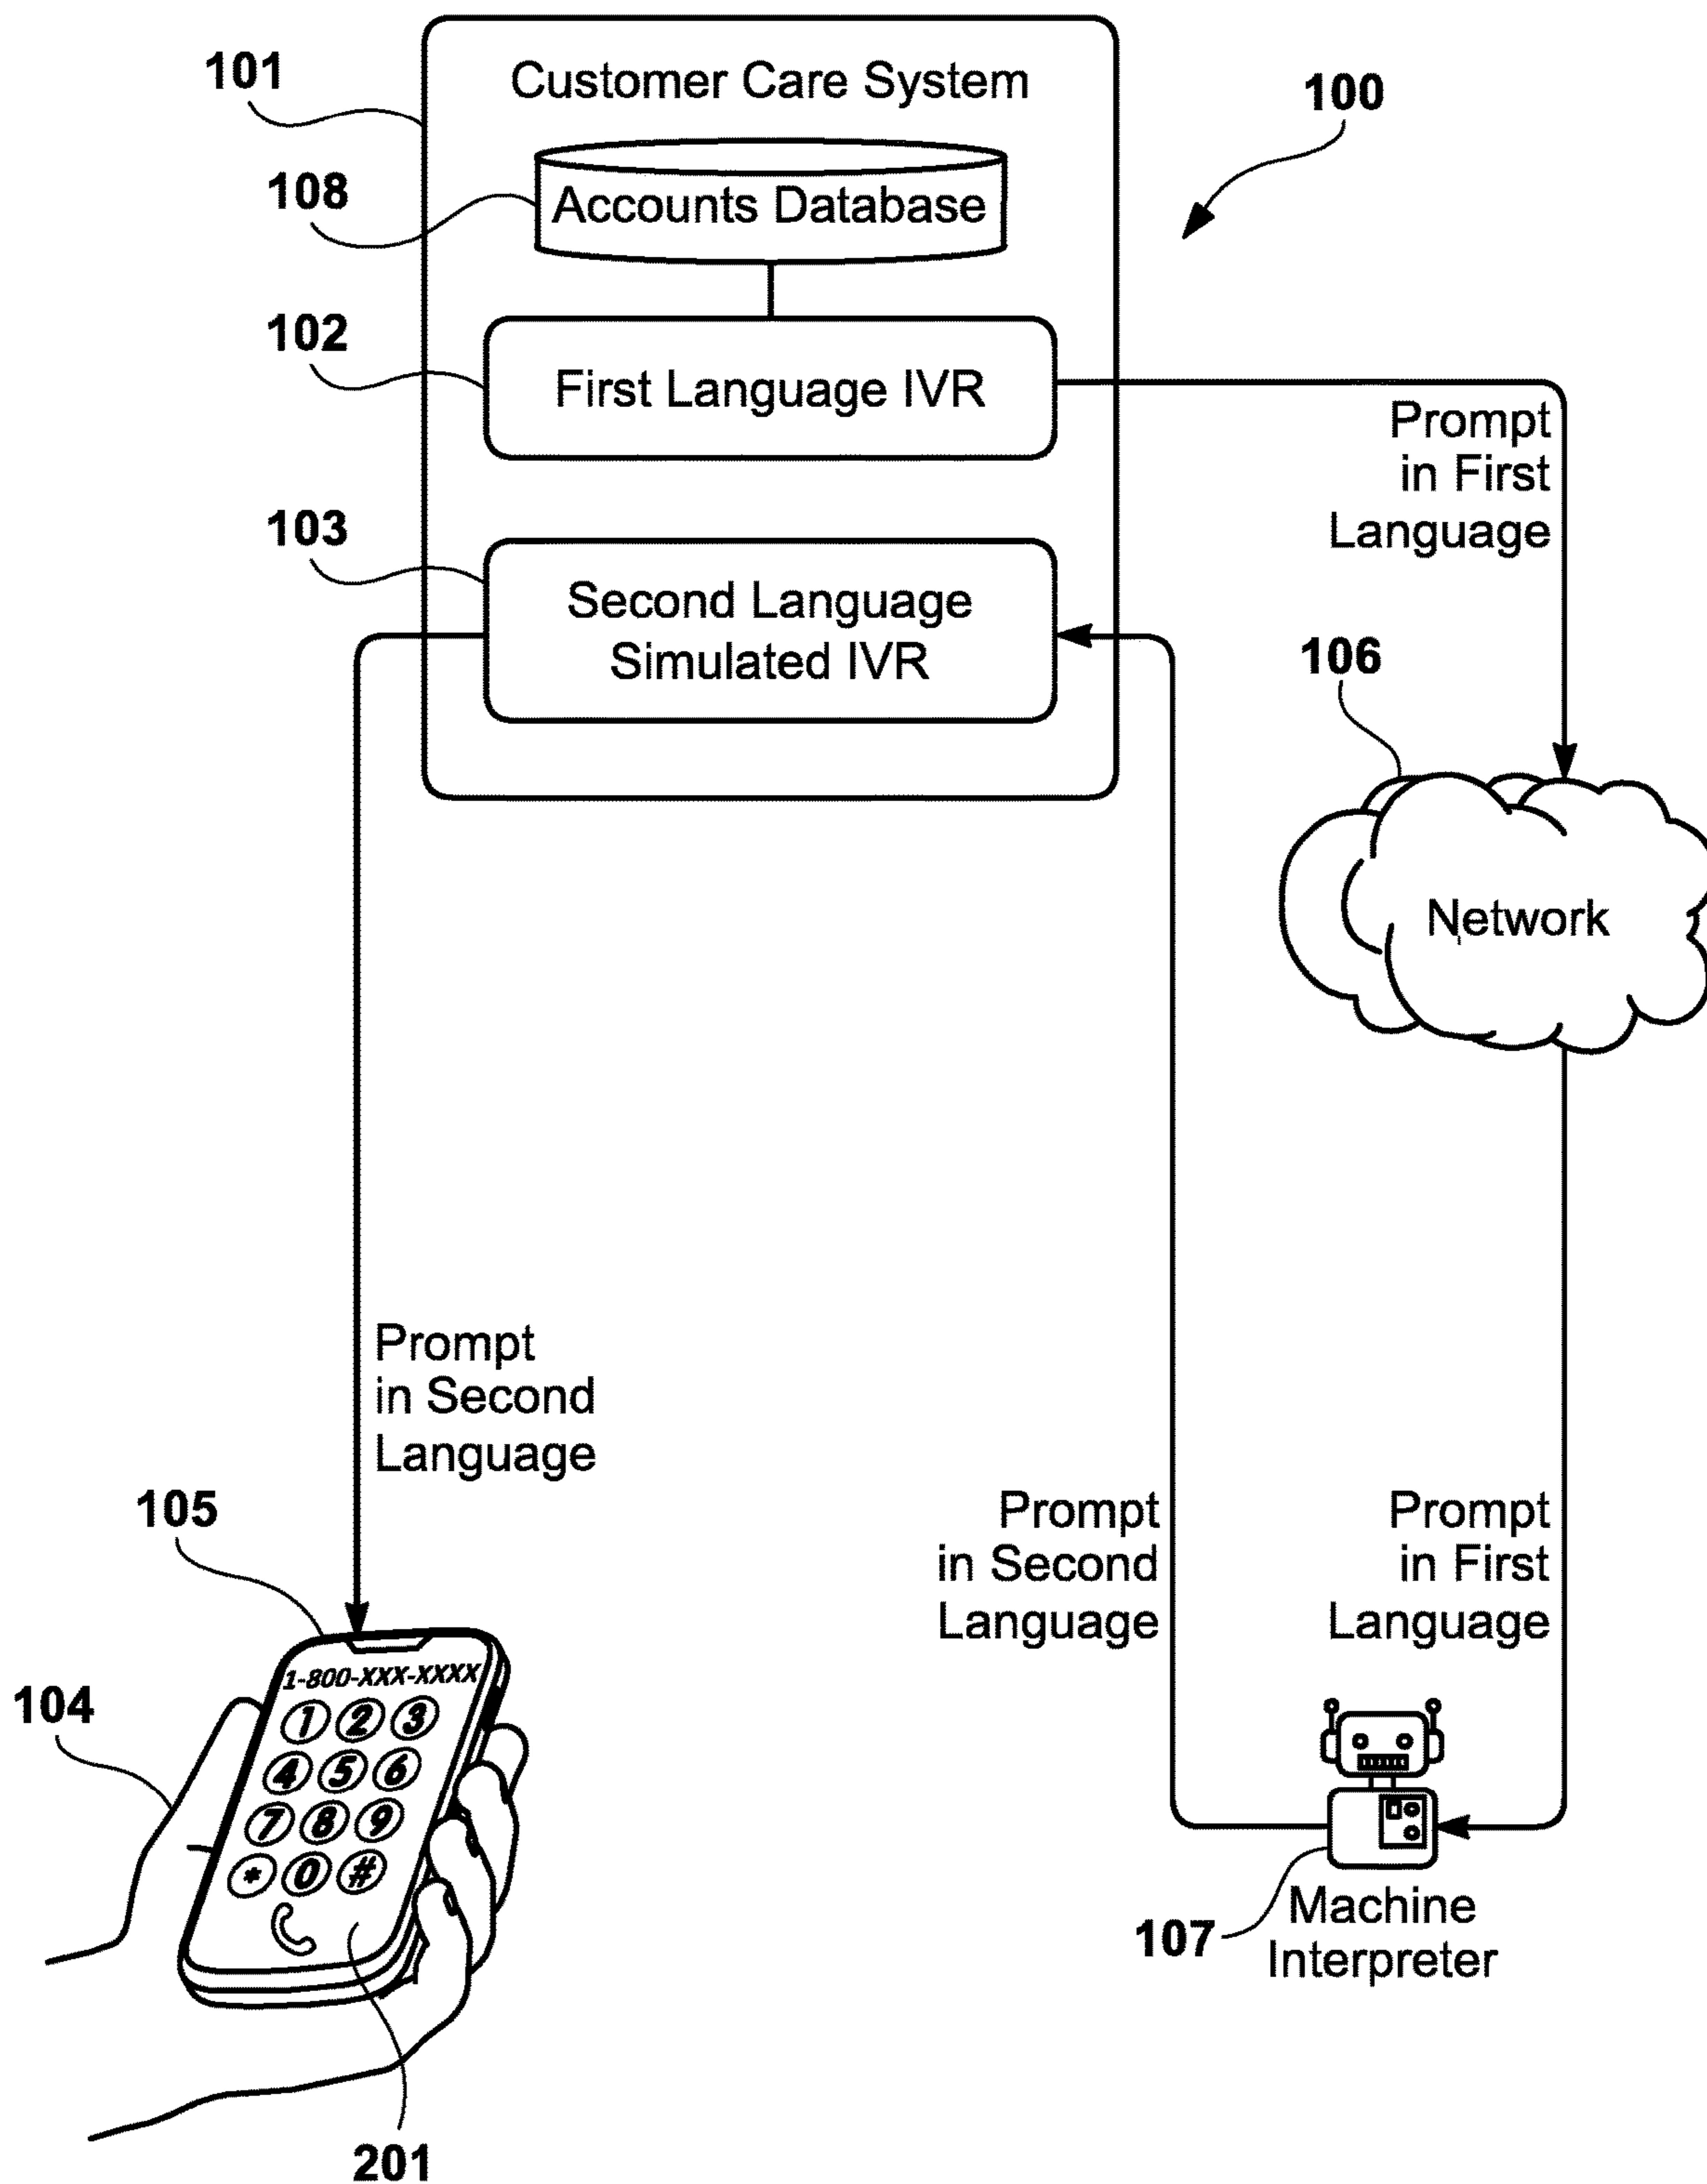 101
Customer Care System
100
108
Accounts Database
102
First Language IVR
Prompt
in First
Language
103
Second Language
Simulated IVR
106
Network
Prompt
in Second
Language
105
Prompt
in Second
Language
Prompt
in First
Language
104
1-800-XXX-XXXX
1 2 3
4 5 6
7 8 9
* 0 #
107
Machine
Interpreter
201